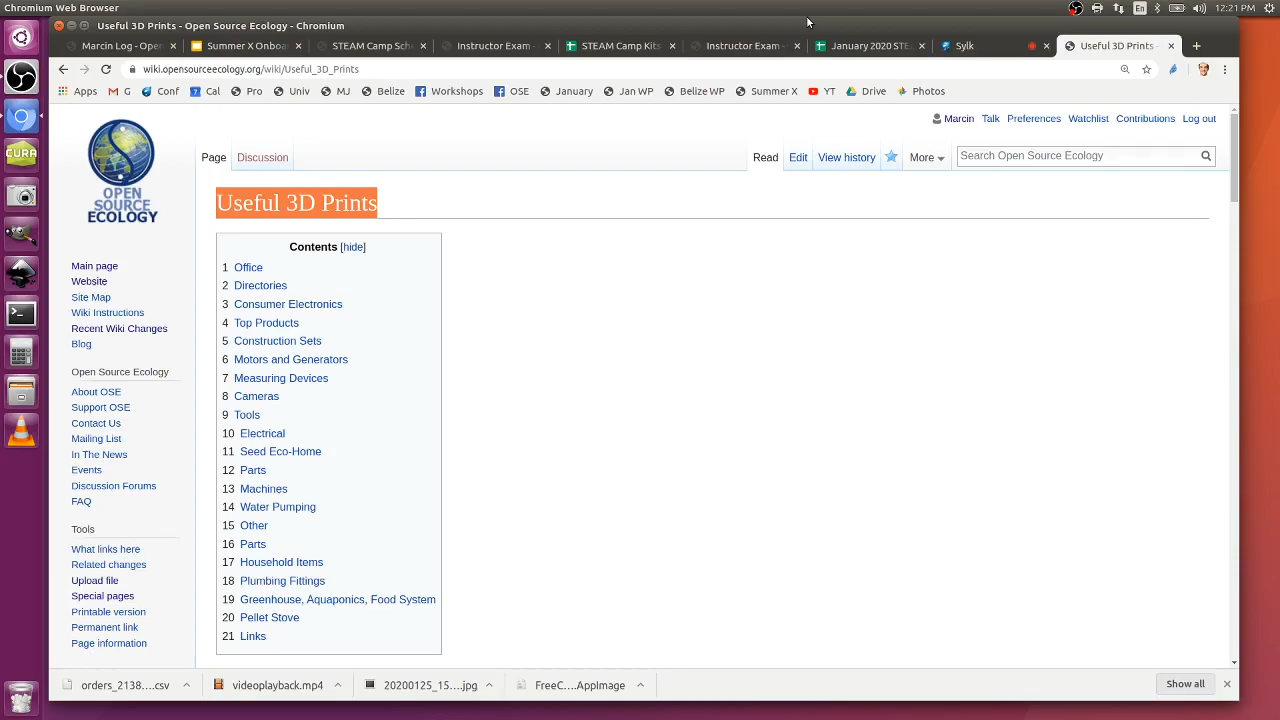 Chromium Web Browser
En
12:21 PM
Useful 3D Prints - Open Source Ecology - Chromium
Marcin Log - Open
Summer X Onboa
STEAM Camp Sch
Instructor Exam -
STEAM Camp Kits
Instructor Exam -
January 2020 STE
Sylk
Useful 3D Prints -
wiki.opensourceecology.org/wiki/Useful_3D_Prints
Apps
G
Conf
Cal
Pro
Univ
MJ
Belize
Workshops
OSE
January
Jan WP
Belize WP
Summer X
YT
Drive
Photos
Marcin
Talk
Preferences
Watchlist
Contributions
Log out
Page
Discussion
Read
Edit
View history
More
Search Open Source Ecology
OPEN
SOURCE
ECOLOGY
CURA
Main page
Website
Site Map
Wiki Instructions
Recent Wiki Changes
Blog
Open Source Ecology
About OSE
Support OSE
Contact Us
Mailing List
In The News
Events
Discussion Forums
FAQ
Tools
What links here
Related changes
Upload file
Special pages
Printable version
Permanent link
Page information
Useful 3D Prints
Contents [hide]
1 Office
2 Directories
3 Consumer Electronics
4 Top Products
5 Construction Sets
6 Motors and Generators
7 Measuring Devices
8 Cameras
9 Tools
10 Electrical
11 Seed Eco-Home
12 Parts
13 Machines
14 Water Pumping
15 Other
16 Parts
17 Household Items
18 Plumbing Fittings
19 Greenhouse, Aquaponics, Food System
20 Pellet Stove
21 Links
orders_2138....csv
videoplayback.mp4
20200125_15....jpg
FreeC....AppImage
Show all